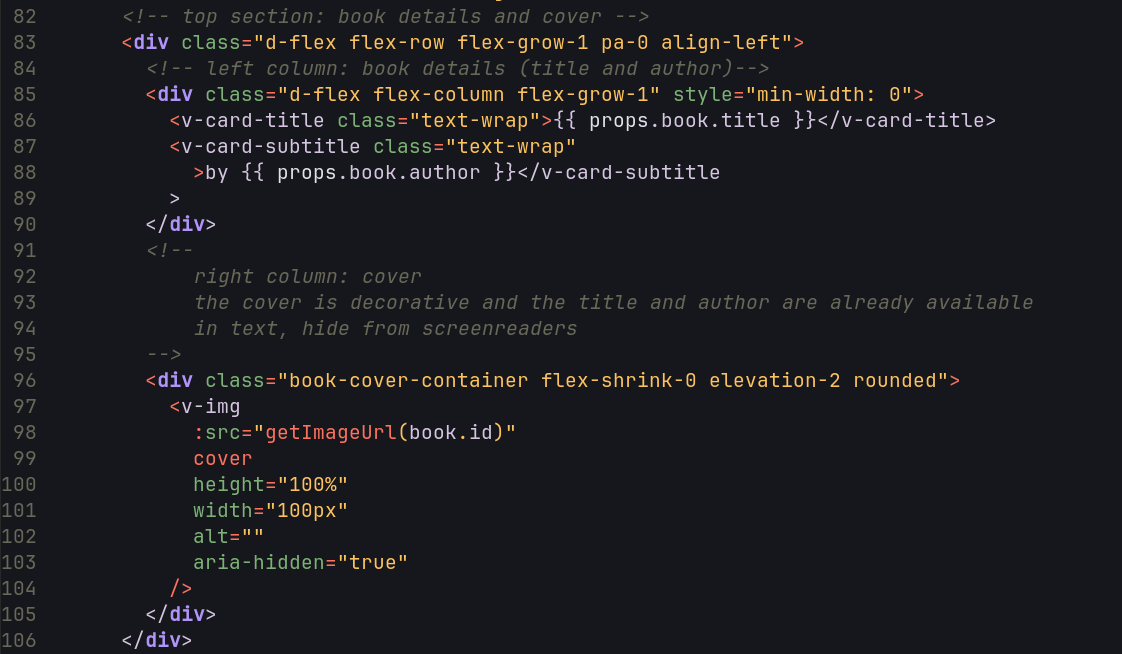 82 <!-- top section: book details and cover -->
83 <div class="d-flex flex-row flex-grow-1 pa-0 align-left">
84 <!-- left column: book details (title and author)-->
85 <div class="d-flex flex-column flex-grow-1" style="min-width: 0">
86 <v-card-title class="text-wrap">{{ props.book.title }}</v-card-title>
87 <v-card-subtitle class="text-wrap"
88 >by {{ props.book.author }}</v-card-subtitle
89 >
90 </div>
91 <!--
92 right column: cover
93 the cover is decorative and the title and author are already available
94 in text, hide from screenreaders
95 -->
96 <div class="book-cover-container flex-shrink-0 elevation-2 rounded">
97 <v-img
98 :src="getImageUrl(book.id)"
99 cover
100 height="100%"
101 width="100px"
102 alt=""
103 aria-hidden="true"
104 />
105 </div>
106 </div>